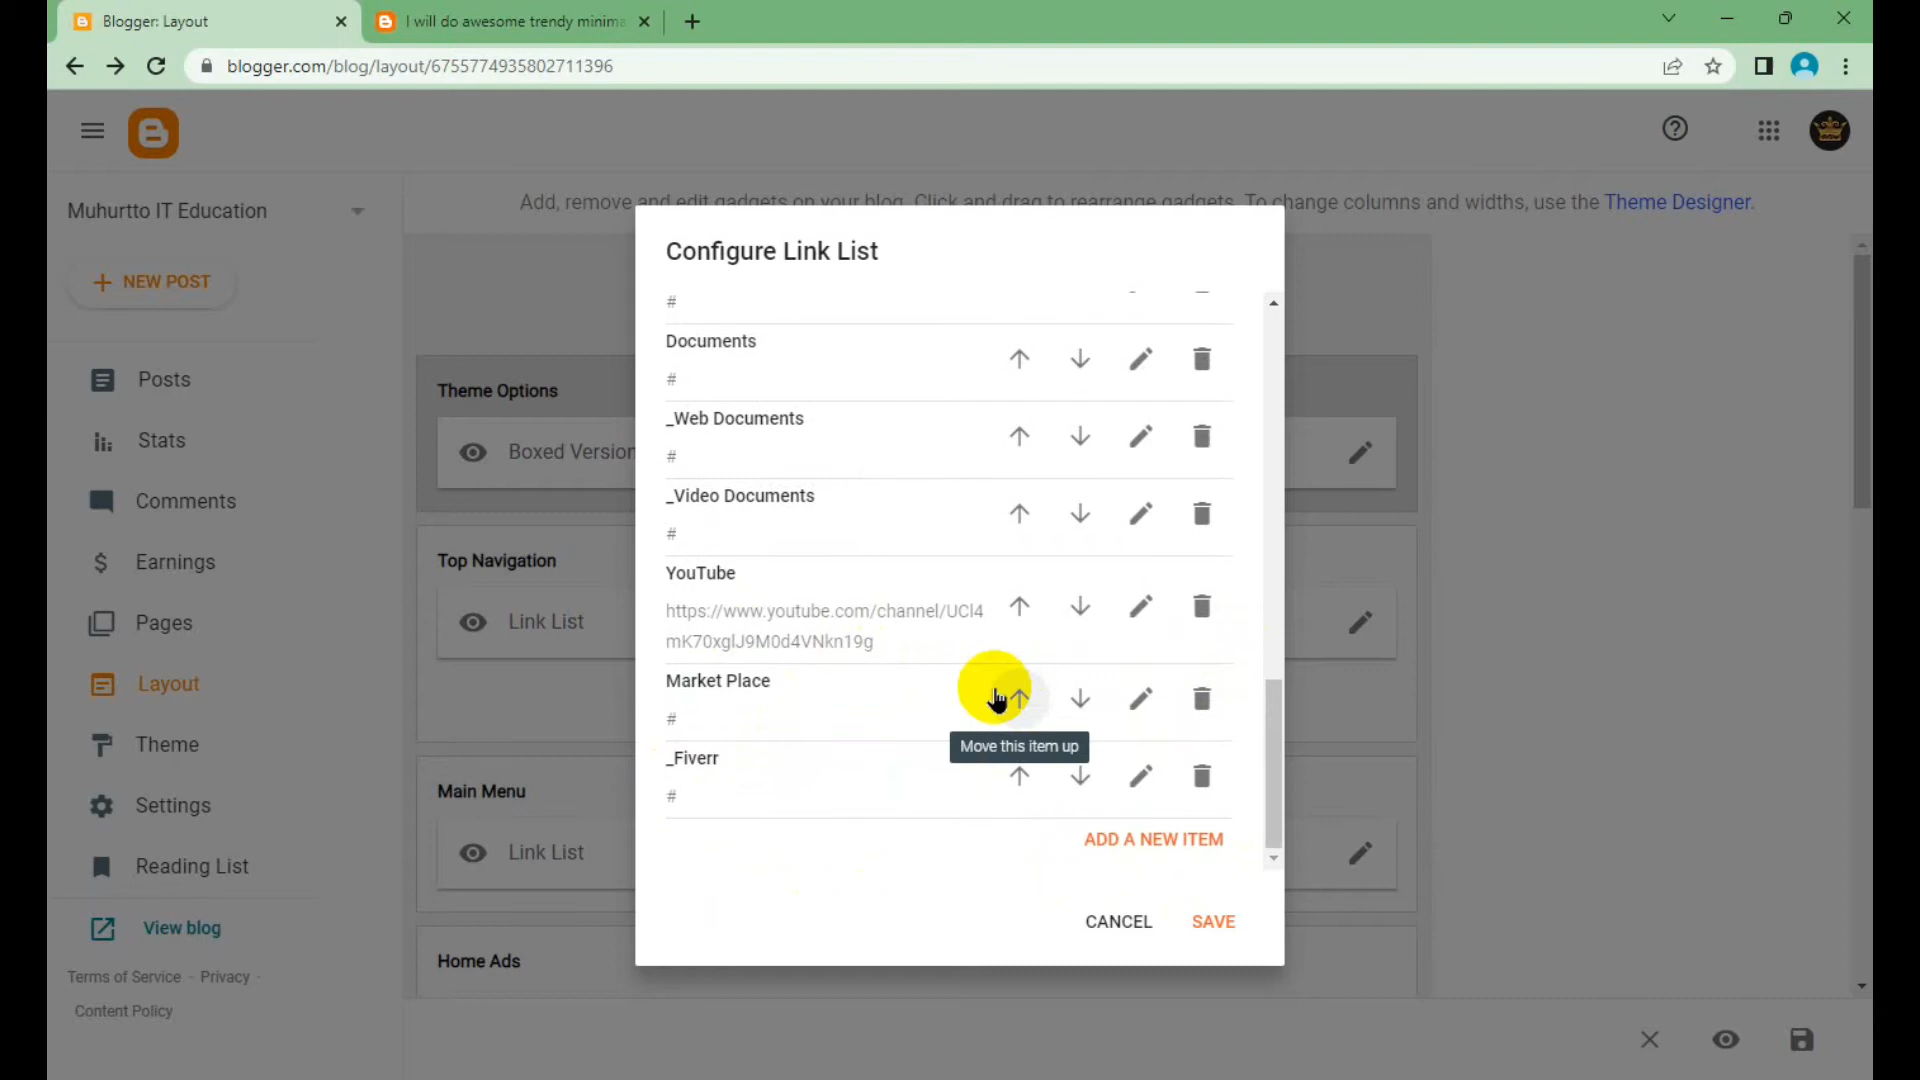 Blogger: Layout
I will do awesome trendy minima
blogger.com/blog/layout/6755774935802711396
Muhurtto IT Education
Add, remove and edit gadgets on your blog. Click and drag to rearrange gadgets. To change columns and widths, use the Theme Designer.
NEW POST
Posts
Stats
Comments
Earnings
Pages
Layout
Theme
Settings
Reading List
View blog
Terms of Service - Privacy -
Content Policy
Theme Options
Boxed Version
Top Navigation
Link List
Main Menu
Link List
Home Ads
Configure Link List
#
Documents
#
_Web Documents
#
_Video Documents
#
YouTube
https://www.youtube.com/channel/UCl4
mK70xglJ9M0d4VNkn19g
Market Place
#
Move this item up
_Fiverr
#
ADD A NEW ITEM
CANCEL SAVE